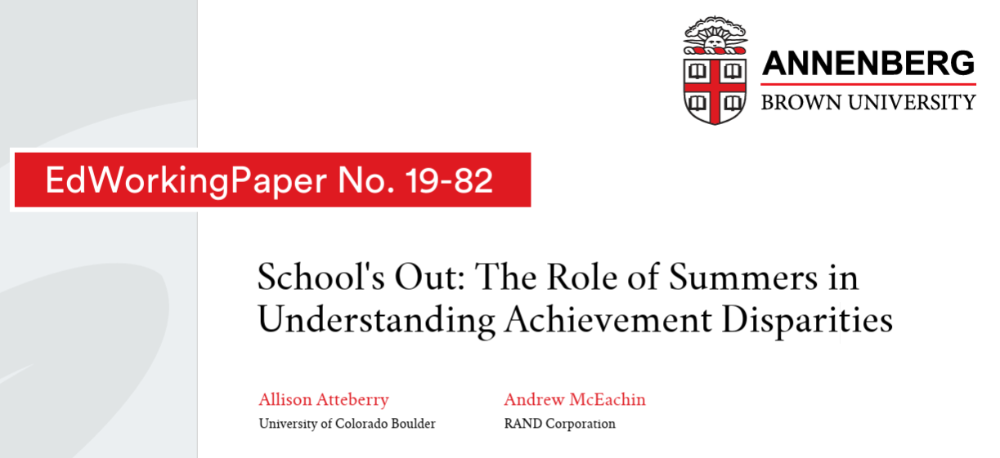 ANNENBERG
BROWN UNIVERSITY
EdWorkingPaper No. 19-82
School's Out: The Role of Summers in
Understanding Achievement Disparities
Allison Atteberry
University of Colorado Boulder
Andrew McEachin
RAND Corporation